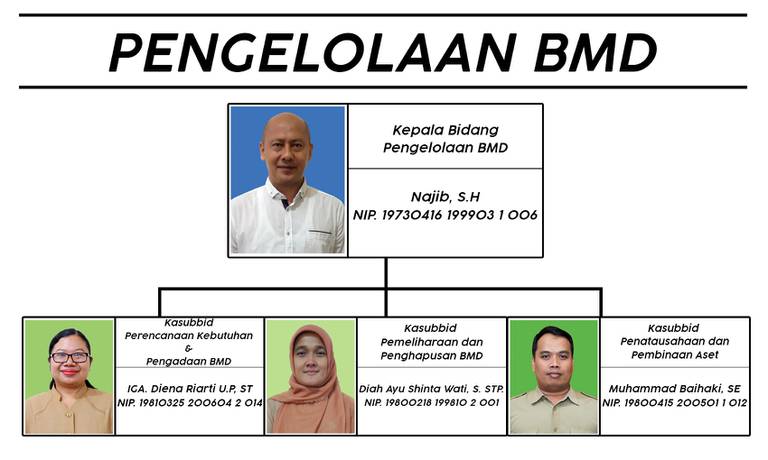 PENGELOLAAN BMD
Kepala Bidang
Pengelolaan BMD
Najib, S.H
NIP. 19730416 199903 1 006
Kasubbid
Perencanaan Kebutuhan
&
Pengadaan BMD
IGA. Diena Riarti U.P, ST
NIP. 19810325 200604 2 014
Kasubbid
Pemeliharaan dan
Penghapusan BMD
Diah Ayu Shinta Wati, S. STP.
NIP. 19800218 199810 2 001
Kasubbid
Penatausahaan dan
Pembinaan Aset
Muhammad Baihaki, SE
NIP. 19800415 200501 1 012